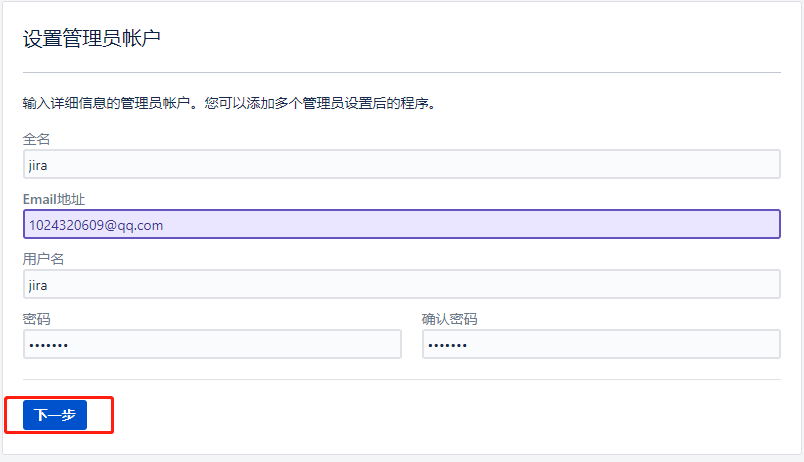 设置管理员帐户
输入详细信息的管理员帐户。您可以添加多个管理员设置后的程序。
全名
jira
Email地址
1024320609@qq.com
用户名
jira
密码 确认密码
••••••• •••••••
下一步